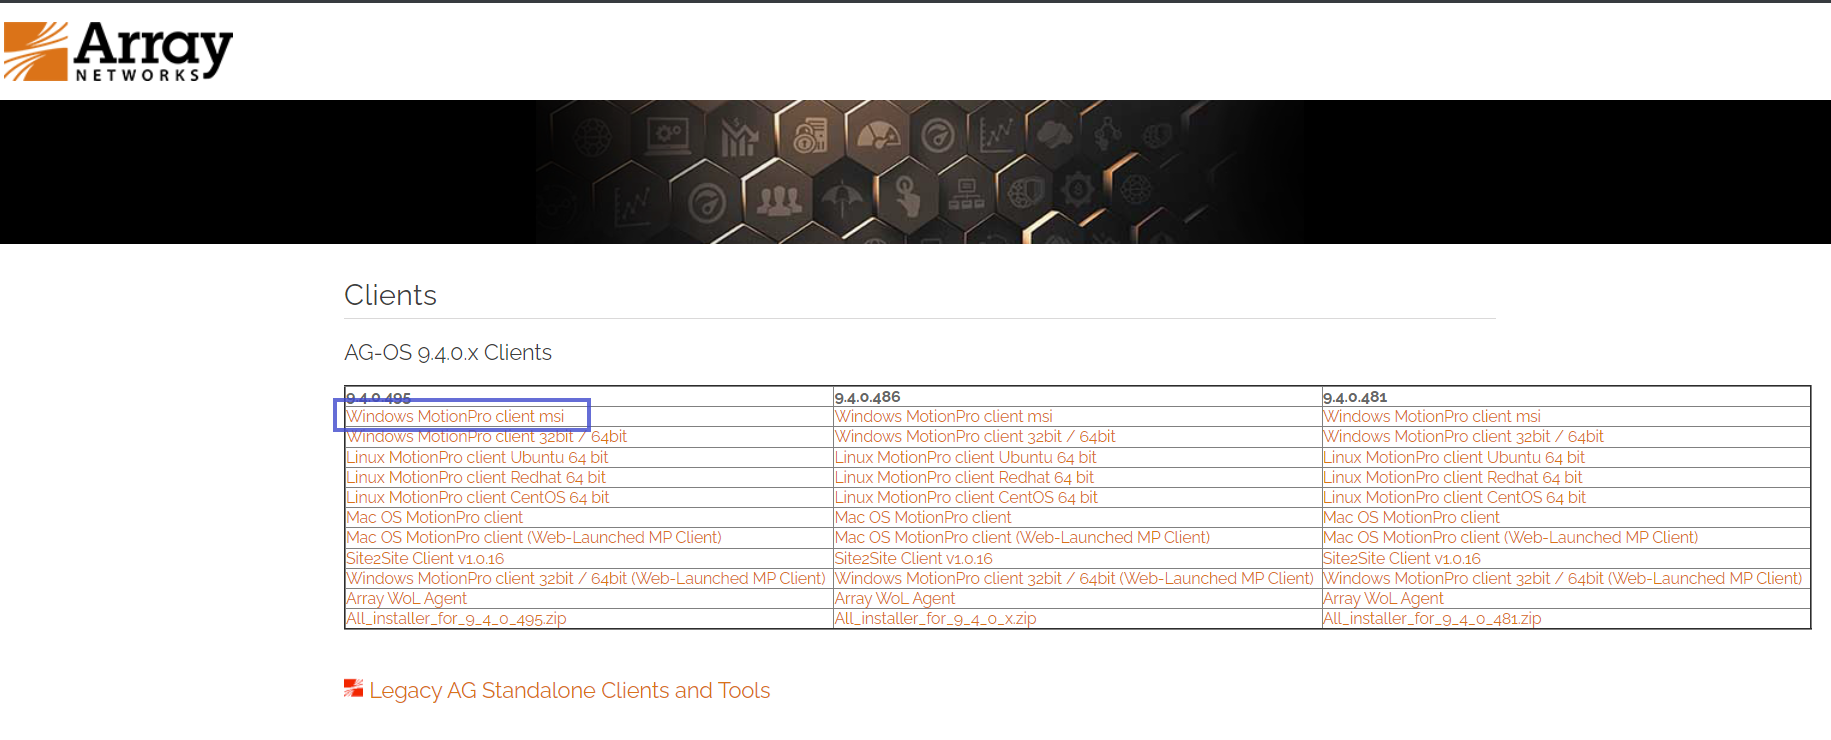 Array
NETWORKS
Clients
AG-OS 9.4.0.x Clients
9.4.0.495 9.4.0.486 9.4.0.481
Windows MotionPro client msi Windows MotionPro client msi Windows MotionPro client msi
Windows MotionPro client 32bit / 64bit Windows MotionPro client 32bit / 64bit Windows MotionPro client 32bit / 64bit
Linux MotionPro client Ubuntu 64 bit Linux MotionPro client Ubuntu 64 bit Linux MotionPro client Ubuntu 64 bit
Linux MotionPro client Redhat 64 bit Linux MotionPro client Redhat 64 bit Linux MotionPro client Redhat 64 bit
Linux MotionPro client CentOS 64 bit Linux MotionPro client CentOS 64 bit Linux MotionPro client CentOS 64 bit
Mac OS MotionPro client Mac OS MotionPro client Mac OS MotionPro client
Mac OS MotionPro client (Web-Launched MP Client) Mac OS MotionPro client (Web-Launched MP Client) Mac OS MotionPro client (Web-Launched MP Client)
Site2Site Client v1.0.16 Site2Site Client v1.0.16 Site2Site Client v1.0.16
Windows MotionPro client 32bit / 64bit (Web-Launched MP Client) Windows MotionPro client 32bit / 64bit (Web-Launched MP Client) Windows MotionPro client 32bit / 64bit (Web-Launched MP Client)
Array WoL Agent Array WoL Agent Array WoL Agent
All_installer_for_9_4_0_495.zip All_installer_for_9_4_0_x.zip All_installer_for_9_4_0_481.zip
Legacy AG Standalone Clients and Tools